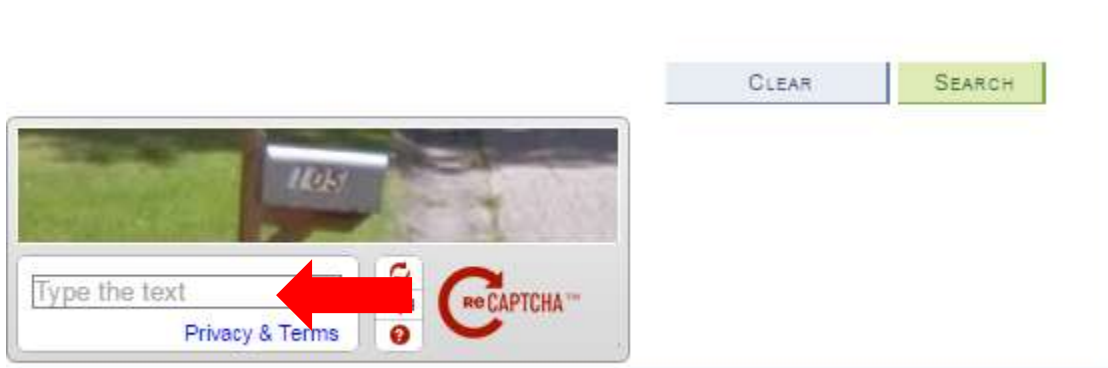 CLEAR
SEARCH
105
Type the text
Privacy & Terms
?
ReCAPTCHA™